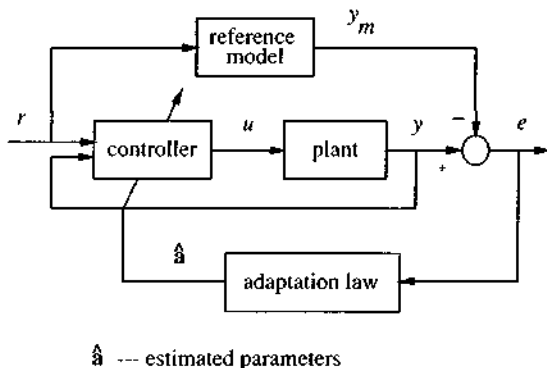 reference
model
y_m
r
controller
u
plant
y
−
+
e
â
adaptation law
â --- estimated parameters